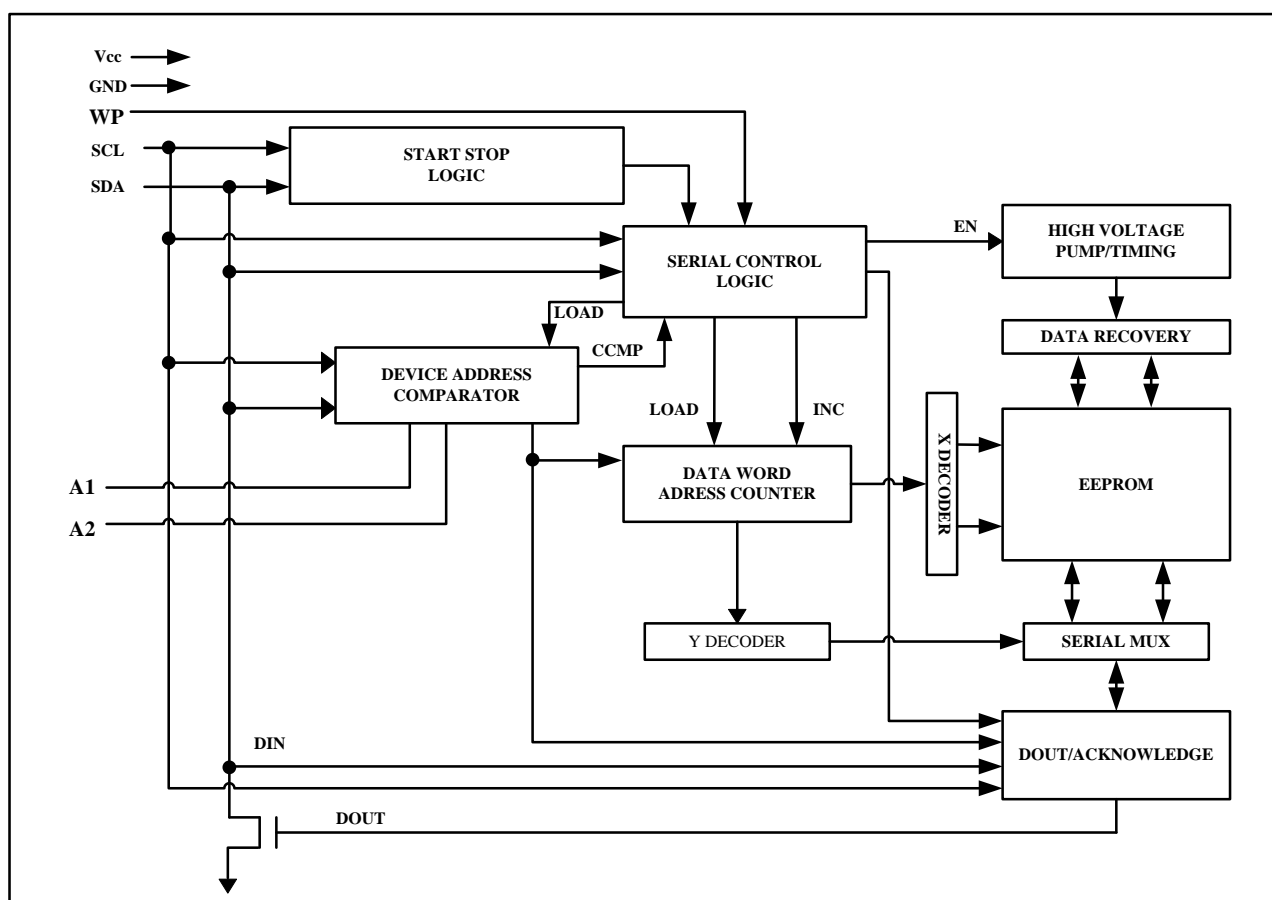 Vcc
GND
WP
SCL
SDA
START STOP
LOGIC
SERIAL CONTROL
LOGIC
EN
HIGH VOLTAGE
PUMP/TIMING
LOAD
CCMP
DATA RECOVERY
DEVICE ADDRESS
COMPARATOR
LOAD
INC
X DECODER
EEPROM
A1
A2
DATA WORD
ADRESS COUNTER
Y DECODER
SERIAL MUX
DIN
DOUT/ACKNOWLEDGE
DOUT